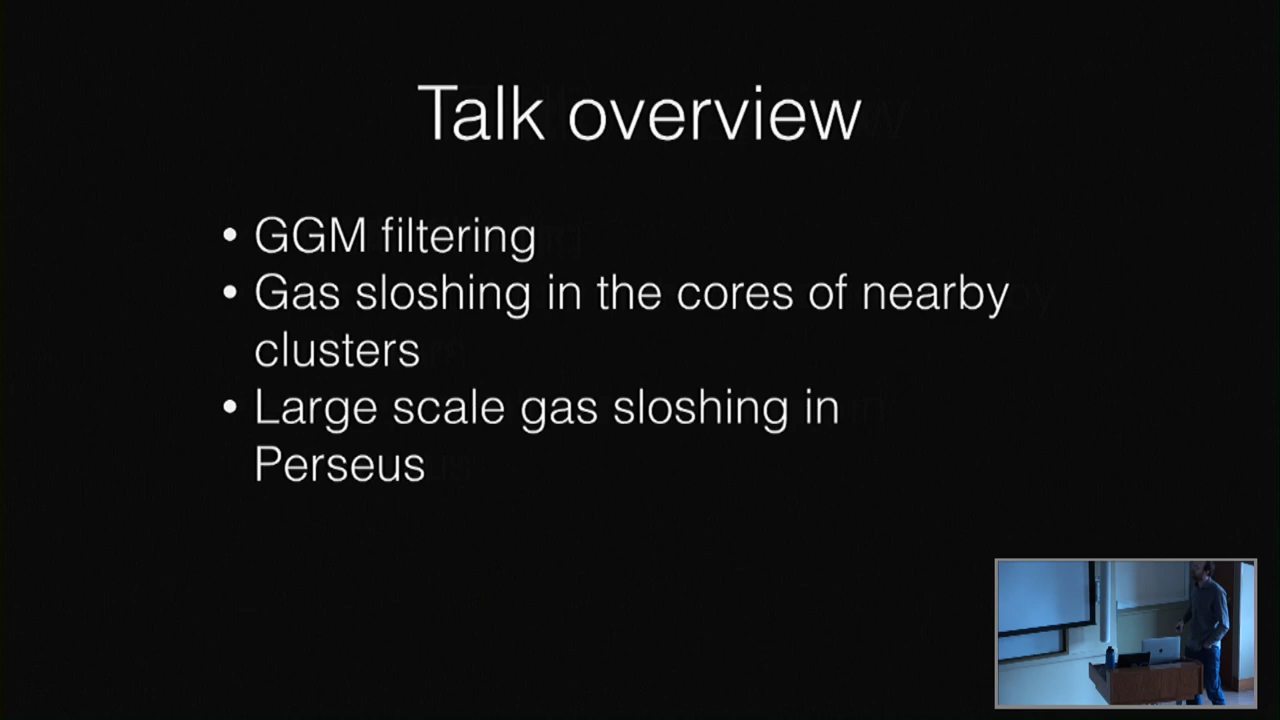 Talk overview
• GGM filtering
• Gas sloshing in the cores of nearby
clusters
• Large scale gas sloshing in
Perseus